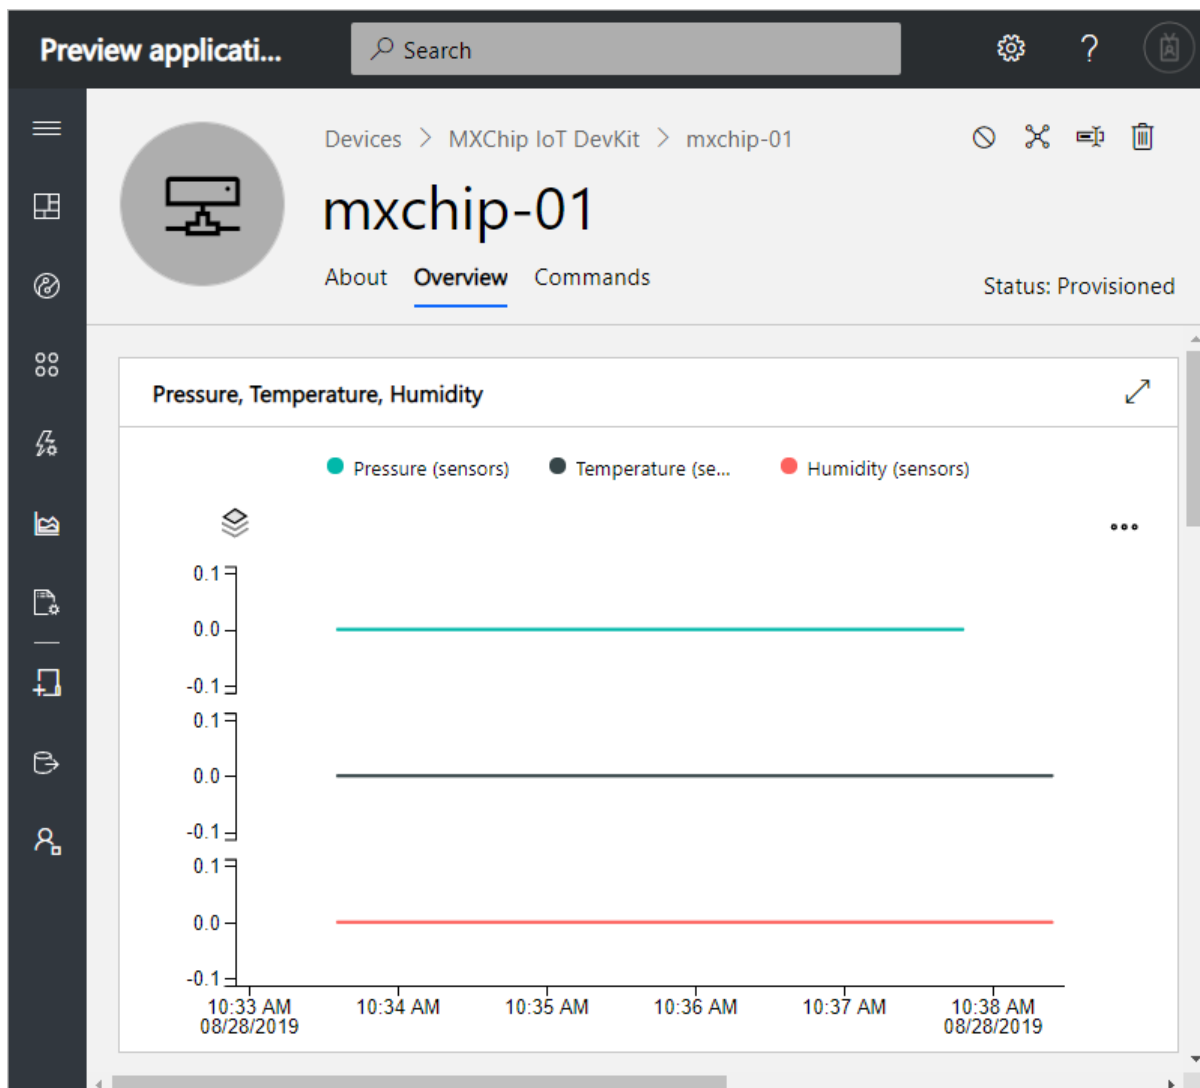 Preview applicati...
Search
?
Devices > MXChip IoT DevKit > mxchip-01
mxchip-01
About Overview Commands
Status: Provisioned
Pressure, Temperature, Humidity
Pressure (sensors) Temperature (se... Humidity (sensors)
0.1
0.0
-0.1
0.1
0.0
-0.1
0.1
0.0
-0.1
10:33 AM 10:34 AM 10:35 AM 10:36 AM 10:37 AM 10:38 AM
08/28/2019 08/28/2019